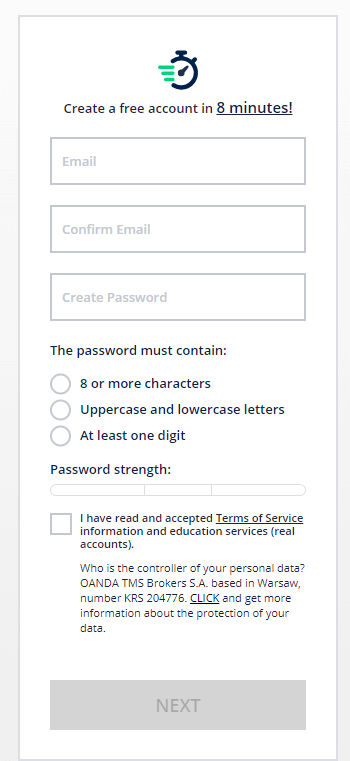 Create a free account in 8 minutes!
Email
Confirm Email
Create Password
The password must contain:
8 or more characters
Uppercase and lowercase letters
At least one digit
Password strength:
I have read and accepted Terms of Service
information and education services (real
accounts).
Who is the controller of your personal data?
OANDA TMS Brokers S.A. based in Warsaw,
number KRS 204776. CLICK and get more
information about the protection of your
data.
NEXT